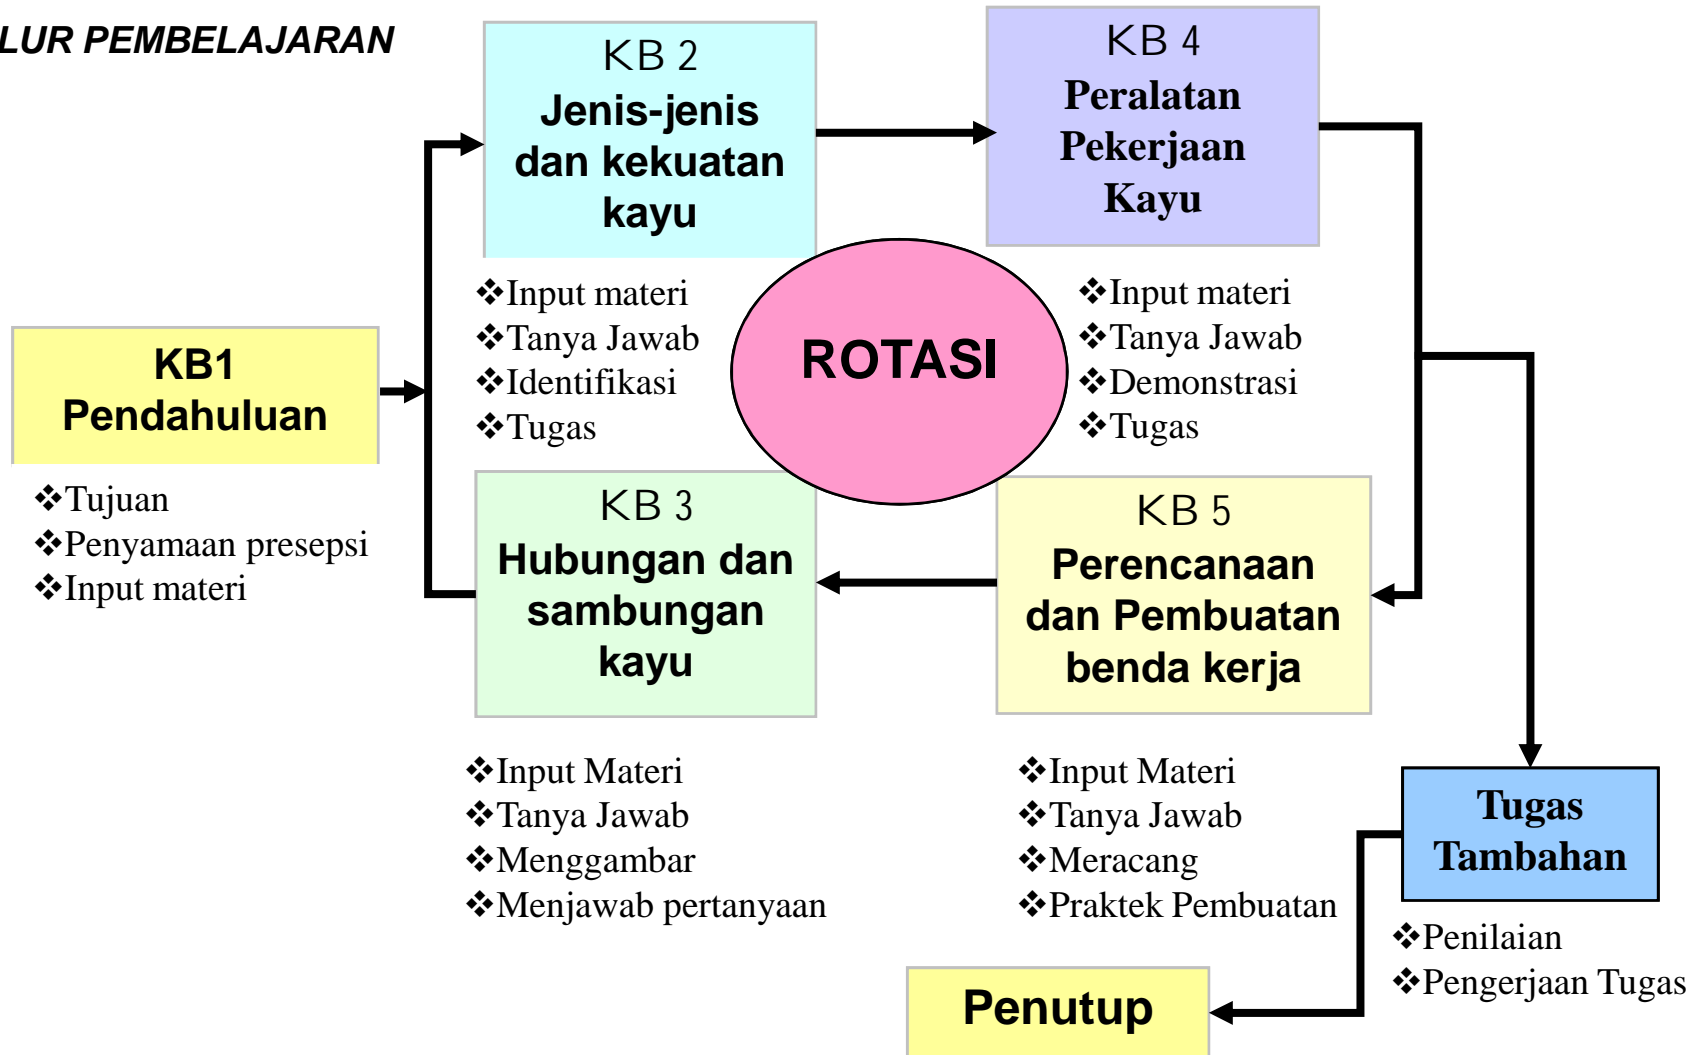 LUR PEMBELAJARAN
KB 2
Jenis-jenis
dan kekuatan
kayu
❖Input materi
❖Tanya Jawab
❖Identifikasi
❖Tugas
KB 4
Peralatan
Pekerjaan
Kayu
❖Input materi
❖Tanya Jawab
❖Demonstrasi
❖Tugas
ROTASI
KB1
Pendahuluan
❖Tujuan
❖Penyamaan presepsi
❖Input materi
KB 3
Hubungan dan
sambungan
kayu
❖Input Materi
❖Tanya Jawab
❖Menggambar
❖Menjawab pertanyaan
KB 5
Perencanaan
dan Pembuatan
benda kerja
❖Input Materi
❖Tanya Jawab
❖Meracang
❖Praktek Pembuatan
Tugas
Tambahan
❖Penilaian
❖Pengerjaan Tugas
Penutup